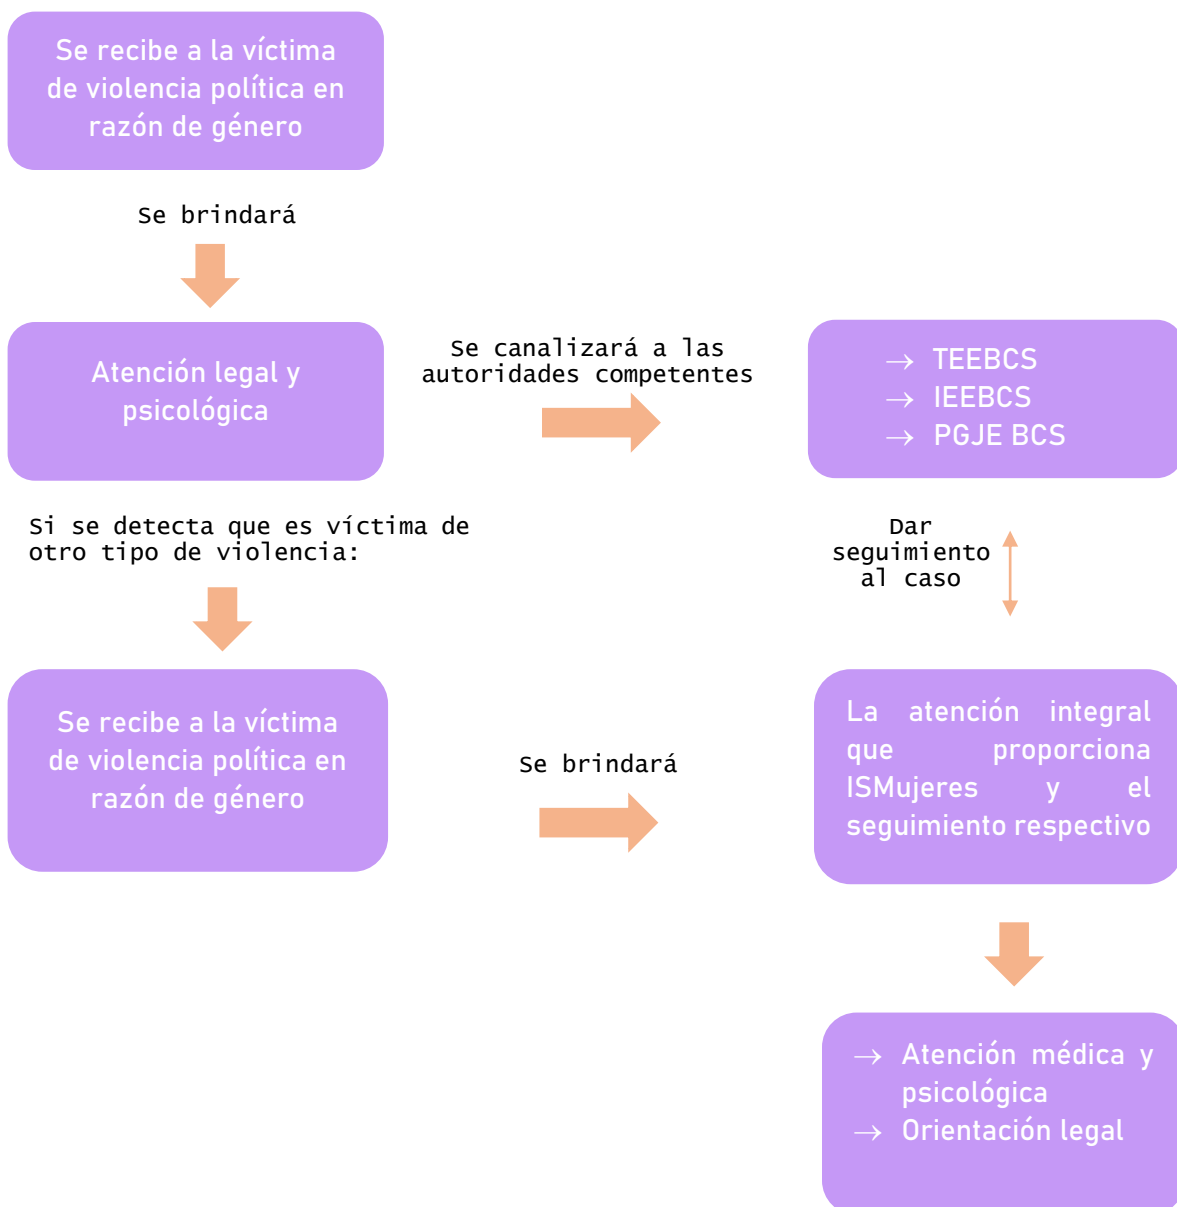 Se recibe a la víctima
de violencia política en
razón de género
Se brindará
Atención legal y
psicológica
Se canalizará a las
autoridades competentes
→ TEEBCS
→ IEEBCS
→ PGJE BCS
Si se detecta que es víctima de
otro tipo de violencia:
Dar
seguimiento
al caso
Se recibe a la víctima
de violencia política en
razón de género
Se brindará
La atención integral
que proporciona
ISMujeres y el
seguimiento respectivo
→ Atención médica y
psicológica
→ Orientación legal